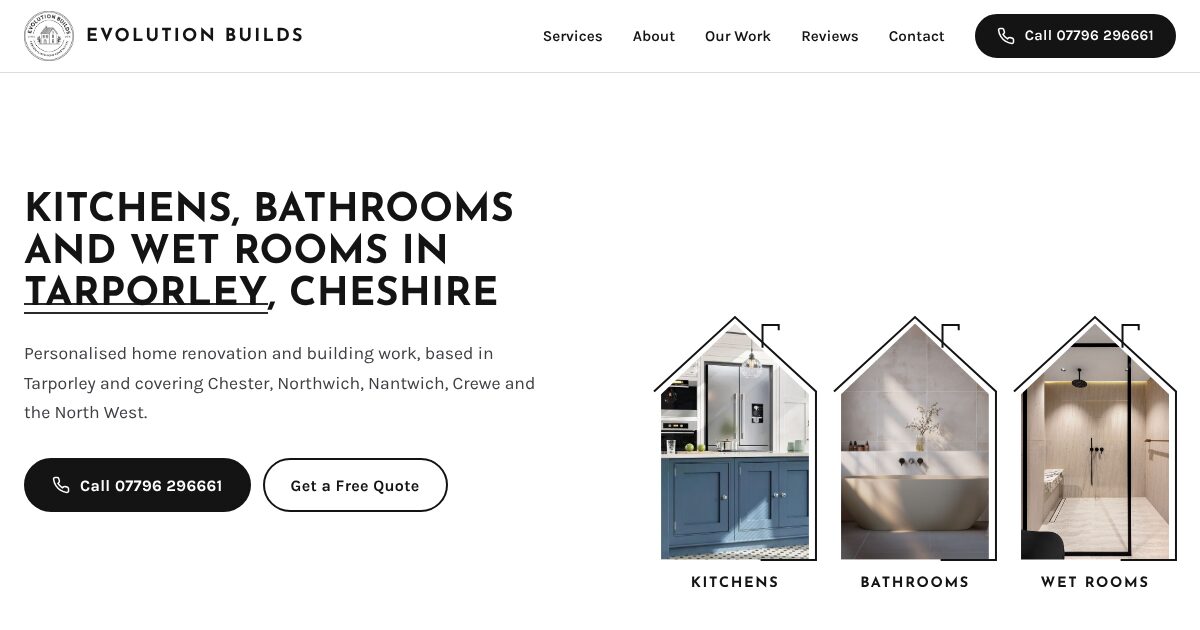 EVOLUTION BUILDS
EVOLUTION BUILDS
Services
About
Our Work
Reviews
Contact
Call 07796 296661
KITCHENS, BATHROOMS
AND WET ROOMS IN
TARPORLEY, CHESHIRE
Personalised home renovation and building work, based in
Tarporley and covering Chester, Northwich, Nantwich, Crewe and
the North West.
Call 07796 296661
Get a Free Quote
KITCHENS
BATHROOMS
WET ROOMS